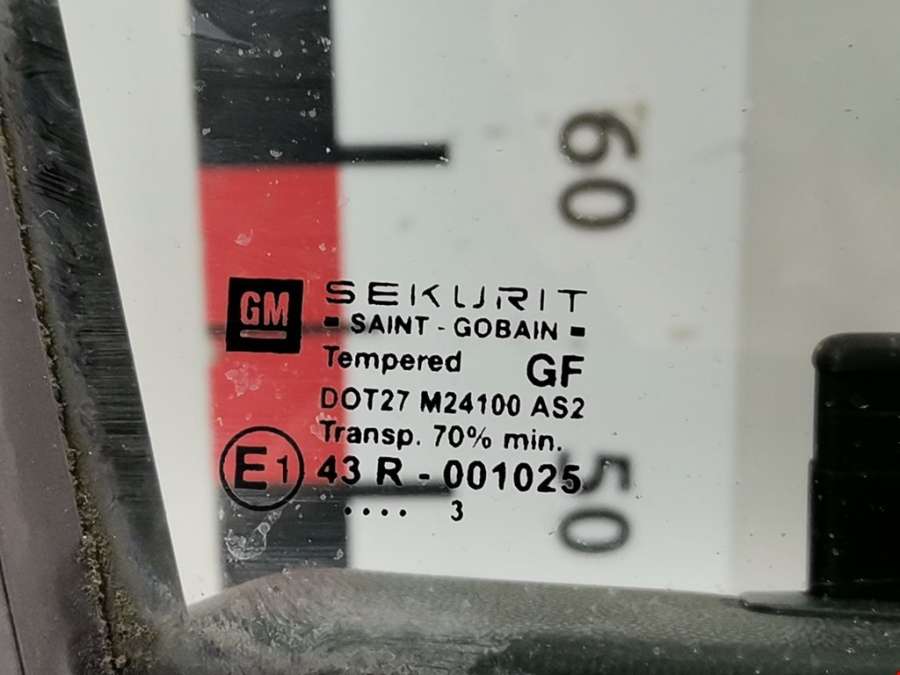 60
GM SEKURIT
- SAINT - GOBAIN -
Tempered GF
DOT27 M24100 AS2
Transp. 70% min.
E1 43 R - 001025
.... 3
50